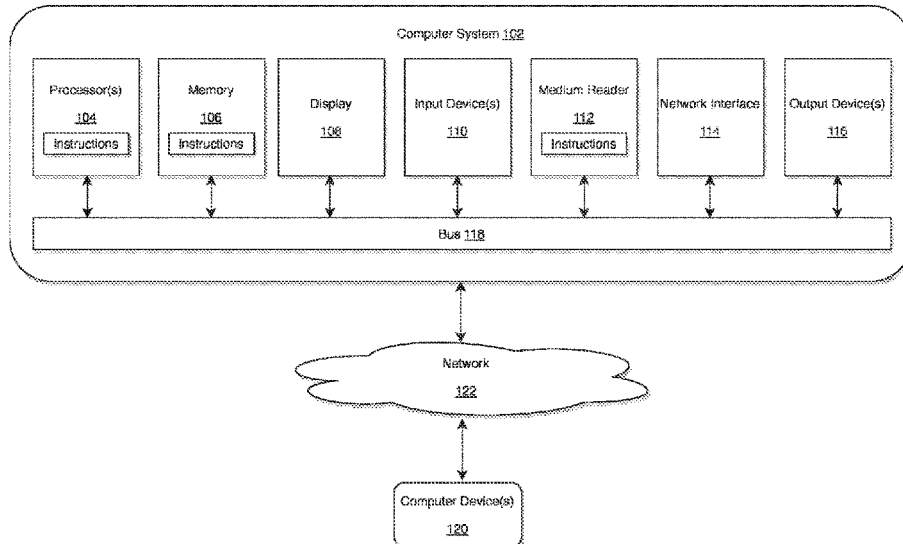 Computer System 102
Processor(s)
104
Instructions
Memory
106
Instructions
Display
108
Input Device(s)
110
Medium Reader
112
Instructions
Network Interface
114
Output Device(s)
116
Bus 118
Network
122
Computer Device(s)
120